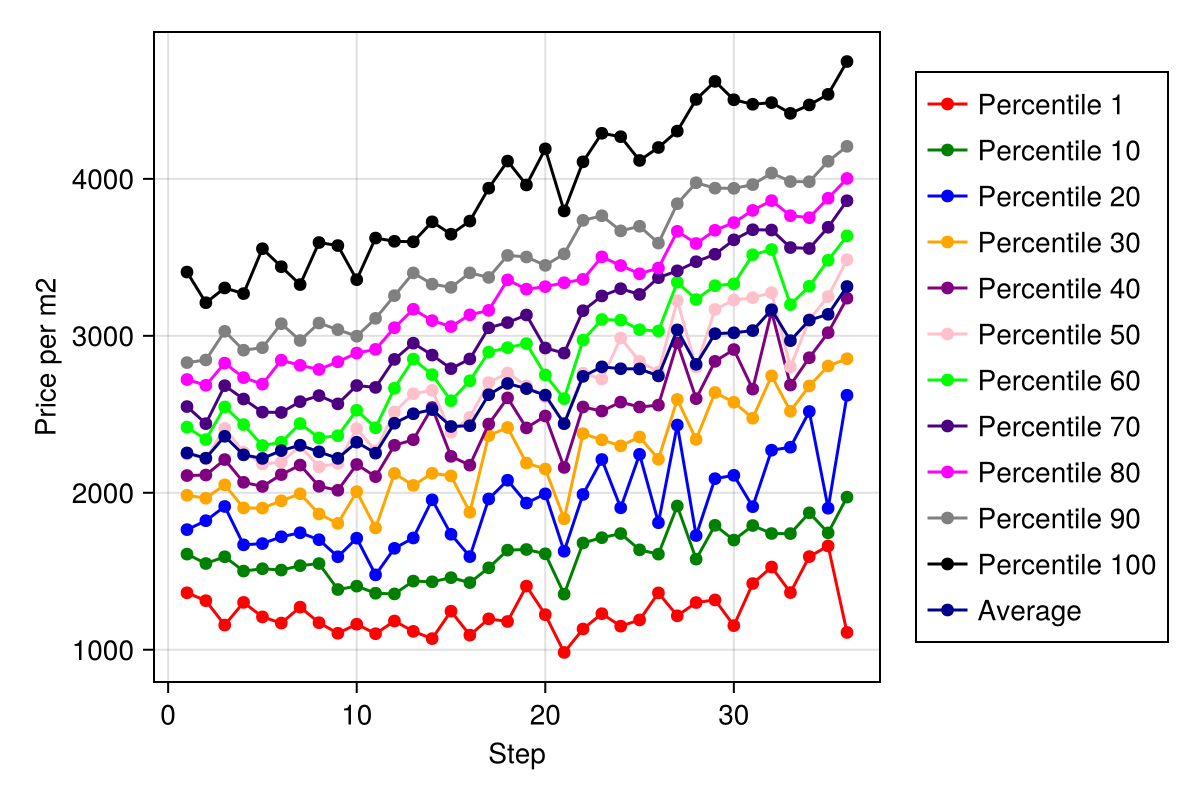 4000
3000
2000
1000
Price per m2
0 10 20 30
Step
Percentile 1
Percentile 10
Percentile 20
Percentile 30
Percentile 40
Percentile 50
Percentile 60
Percentile 70
Percentile 80
Percentile 90
Percentile 100
Average